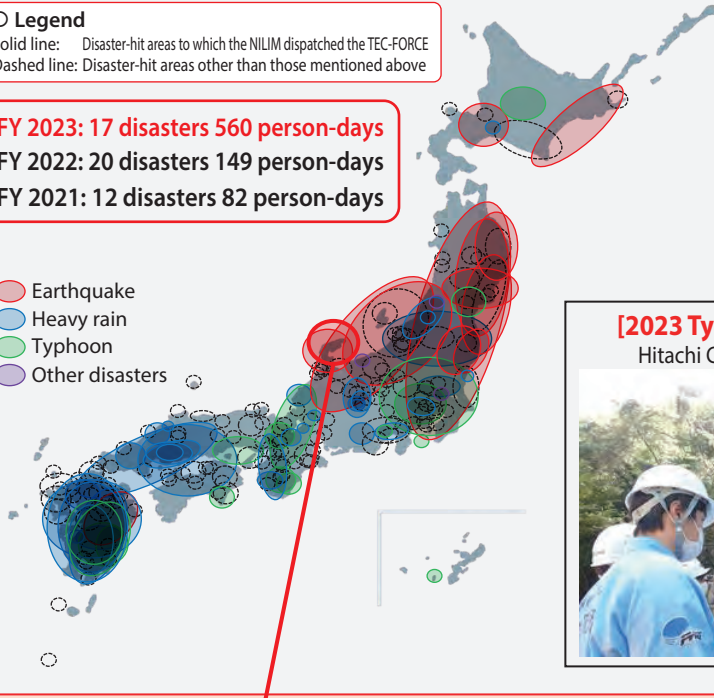 Legend
olid line: Disaster-hit areas to which the NILIM dispatched the TEC-FORCE
Dashed line: Disaster-hit areas other than those mentioned above
FY 2023: 17 disasters 560 person-days
FY 2022: 20 disasters 149 person-days
FY 2021: 12 disasters 82 person-days
Earthquake
Heavy rain
Typhoon
Other disasters
[2023 Ty
Hitachi C